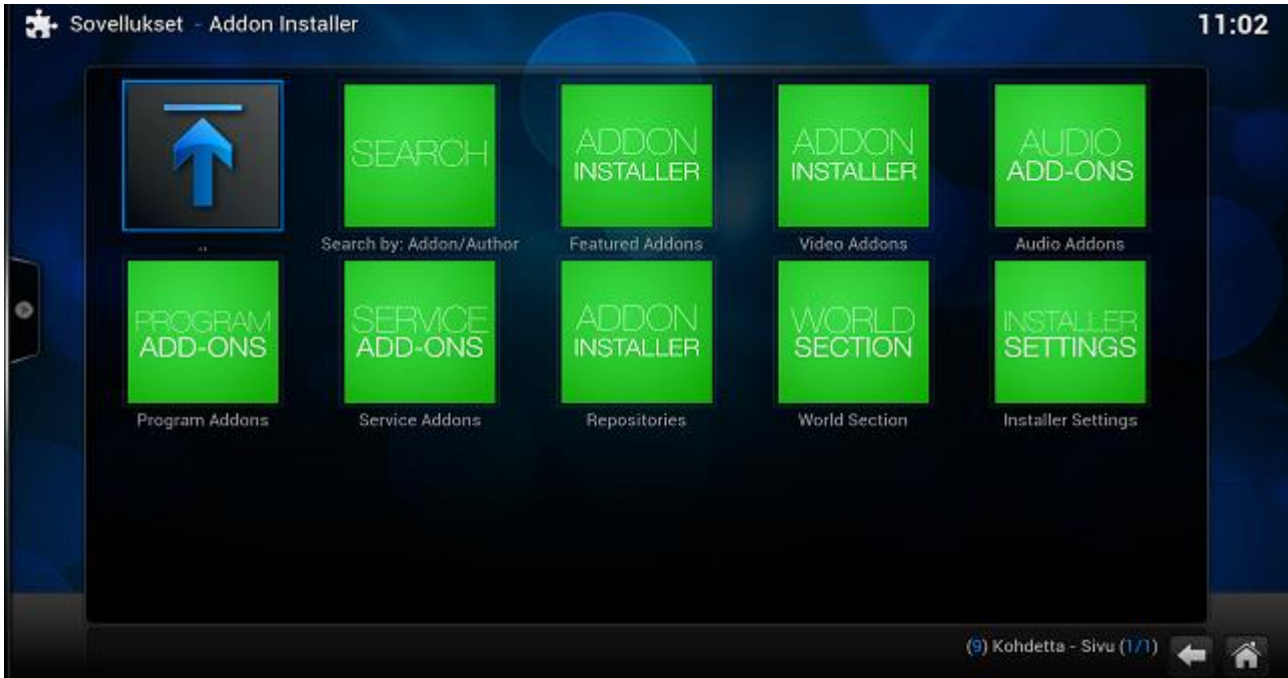 Sovellukset - Addon Installer
11:02
..
SEARCH
Search by: Addon/Author
ADDON
INSTALLER
Featured Addons
ADDON
INSTALLER
Video Addons
AUDIO
ADD-ONS
Audio Addons
PROGRAM
ADD-ONS
Program Addons
SERVICE
ADD-ONS
Service Addons
ADDON
INSTALLER
Repositories
WORLD
SECTION
World Section
INSTALLER
SETTINGS
Installer Settings
(9) Kohdetta - Sivu (1/1)